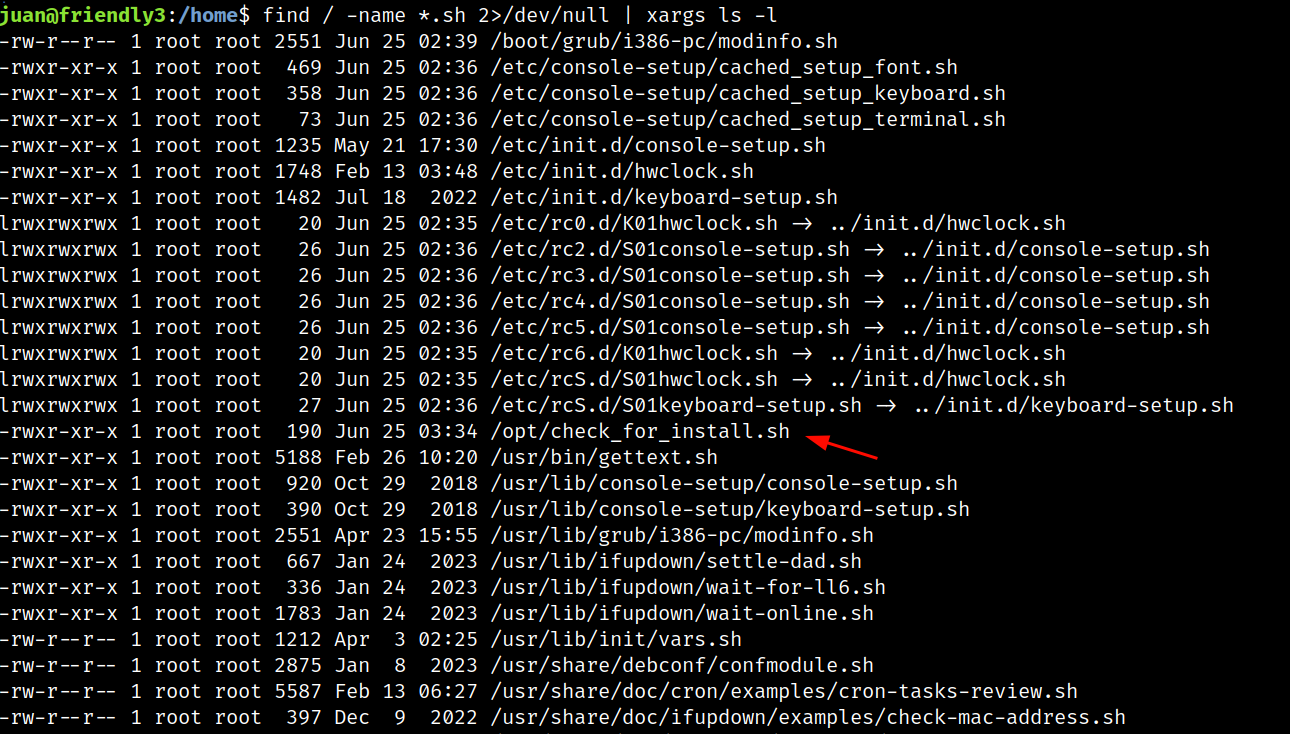 juan@friendly3:/home$ find / -name *.sh 2>/dev/null | xargs ls -l
-rw-r--r-- 1 root root 2551 Jun 25 02:39 /boot/grub/i386-pc/modinfo.sh
-rwxr-xr-x 1 root root  469 Jun 25 02:36 /etc/console-setup/cached_setup_font.sh
-rwxr-xr-x 1 root root  358 Jun 25 02:36 /etc/console-setup/cached_setup_keyboard.sh
-rwxr-xr-x 1 root root   73 Jun 25 02:36 /etc/console-setup/cached_setup_terminal.sh
-rwxr-xr-x 1 root root 1235 May 21 17:30 /etc/init.d/console-setup.sh
-rwxr-xr-x 1 root root 1748 Feb 13 03:48 /etc/init.d/hwclock.sh
-rwxr-xr-x 1 root root 1482 Jul 18  2022 /etc/init.d/keyboard-setup.sh
lrwxrwxrwx 1 root root   20 Jun 25 02:35 /etc/rc0.d/K01hwclock.sh -> ../init.d/hwclock.sh
lrwxrwxrwx 1 root root   26 Jun 25 02:36 /etc/rc2.d/S01console-setup.sh -> ../init.d/console-setup.sh
lrwxrwxrwx 1 root root   26 Jun 25 02:36 /etc/rc3.d/S01console-setup.sh -> ../init.d/console-setup.sh
lrwxrwxrwx 1 root root   26 Jun 25 02:36 /etc/rc4.d/S01console-setup.sh -> ../init.d/console-setup.sh
lrwxrwxrwx 1 root root   26 Jun 25 02:36 /etc/rc5.d/S01console-setup.sh -> ../init.d/console-setup.sh
lrwxrwxrwx 1 root root   20 Jun 25 02:35 /etc/rc6.d/K01hwclock.sh -> ../init.d/hwclock.sh
lrwxrwxrwx 1 root root   20 Jun 25 02:35 /etc/rcS.d/S01hwclock.sh -> ../init.d/hwclock.sh
lrwxrwxrwx 1 root root   27 Jun 25 02:36 /etc/rcS.d/S01keyboard-setup.sh -> ../init.d/keyboard-setup.sh
-rwxr-xr-x 1 root root  190 Jun 25 03:34 /opt/check_for_install.sh
-rwxr-xr-x 1 root root 5188 Feb 26 10:20 /usr/bin/gettext.sh
-rwxr-xr-x 1 root root  920 Oct 29  2018 /usr/lib/console-setup/console-setup.sh
-rwxr-xr-x 1 root root  390 Oct 29  2018 /usr/lib/console-setup/keyboard-setup.sh
-rwxr-xr-x 1 root root 2551 Apr 23 15:55 /usr/lib/grub/i386-pc/modinfo.sh
-rwxr-xr-x 1 root root  667 Jan 24  2023 /usr/lib/ifupdown/settle-dad.sh
-rwxr-xr-x 1 root root  336 Jan 24  2023 /usr/lib/ifupdown/wait-for-ll6.sh
-rwxr-xr-x 1 root root 1783 Jan 24  2023 /usr/lib/ifupdown/wait-online.sh
-rw-r--r-- 1 root root 1212 Apr  3 02:25 /usr/lib/init/vars.sh
-rw-r--r-- 1 root root 2875 Jan  8  2023 /usr/share/debconf/confmodule.sh
-rw-r--r-- 1 root root 5587 Feb 13 06:27 /usr/share/doc/cron/examples/cron-tasks-review.sh
-rw-r--r-- 1 root root  397 Dec  9  2022 /usr/share/doc/ifupdown/examples/check-mac-address.sh